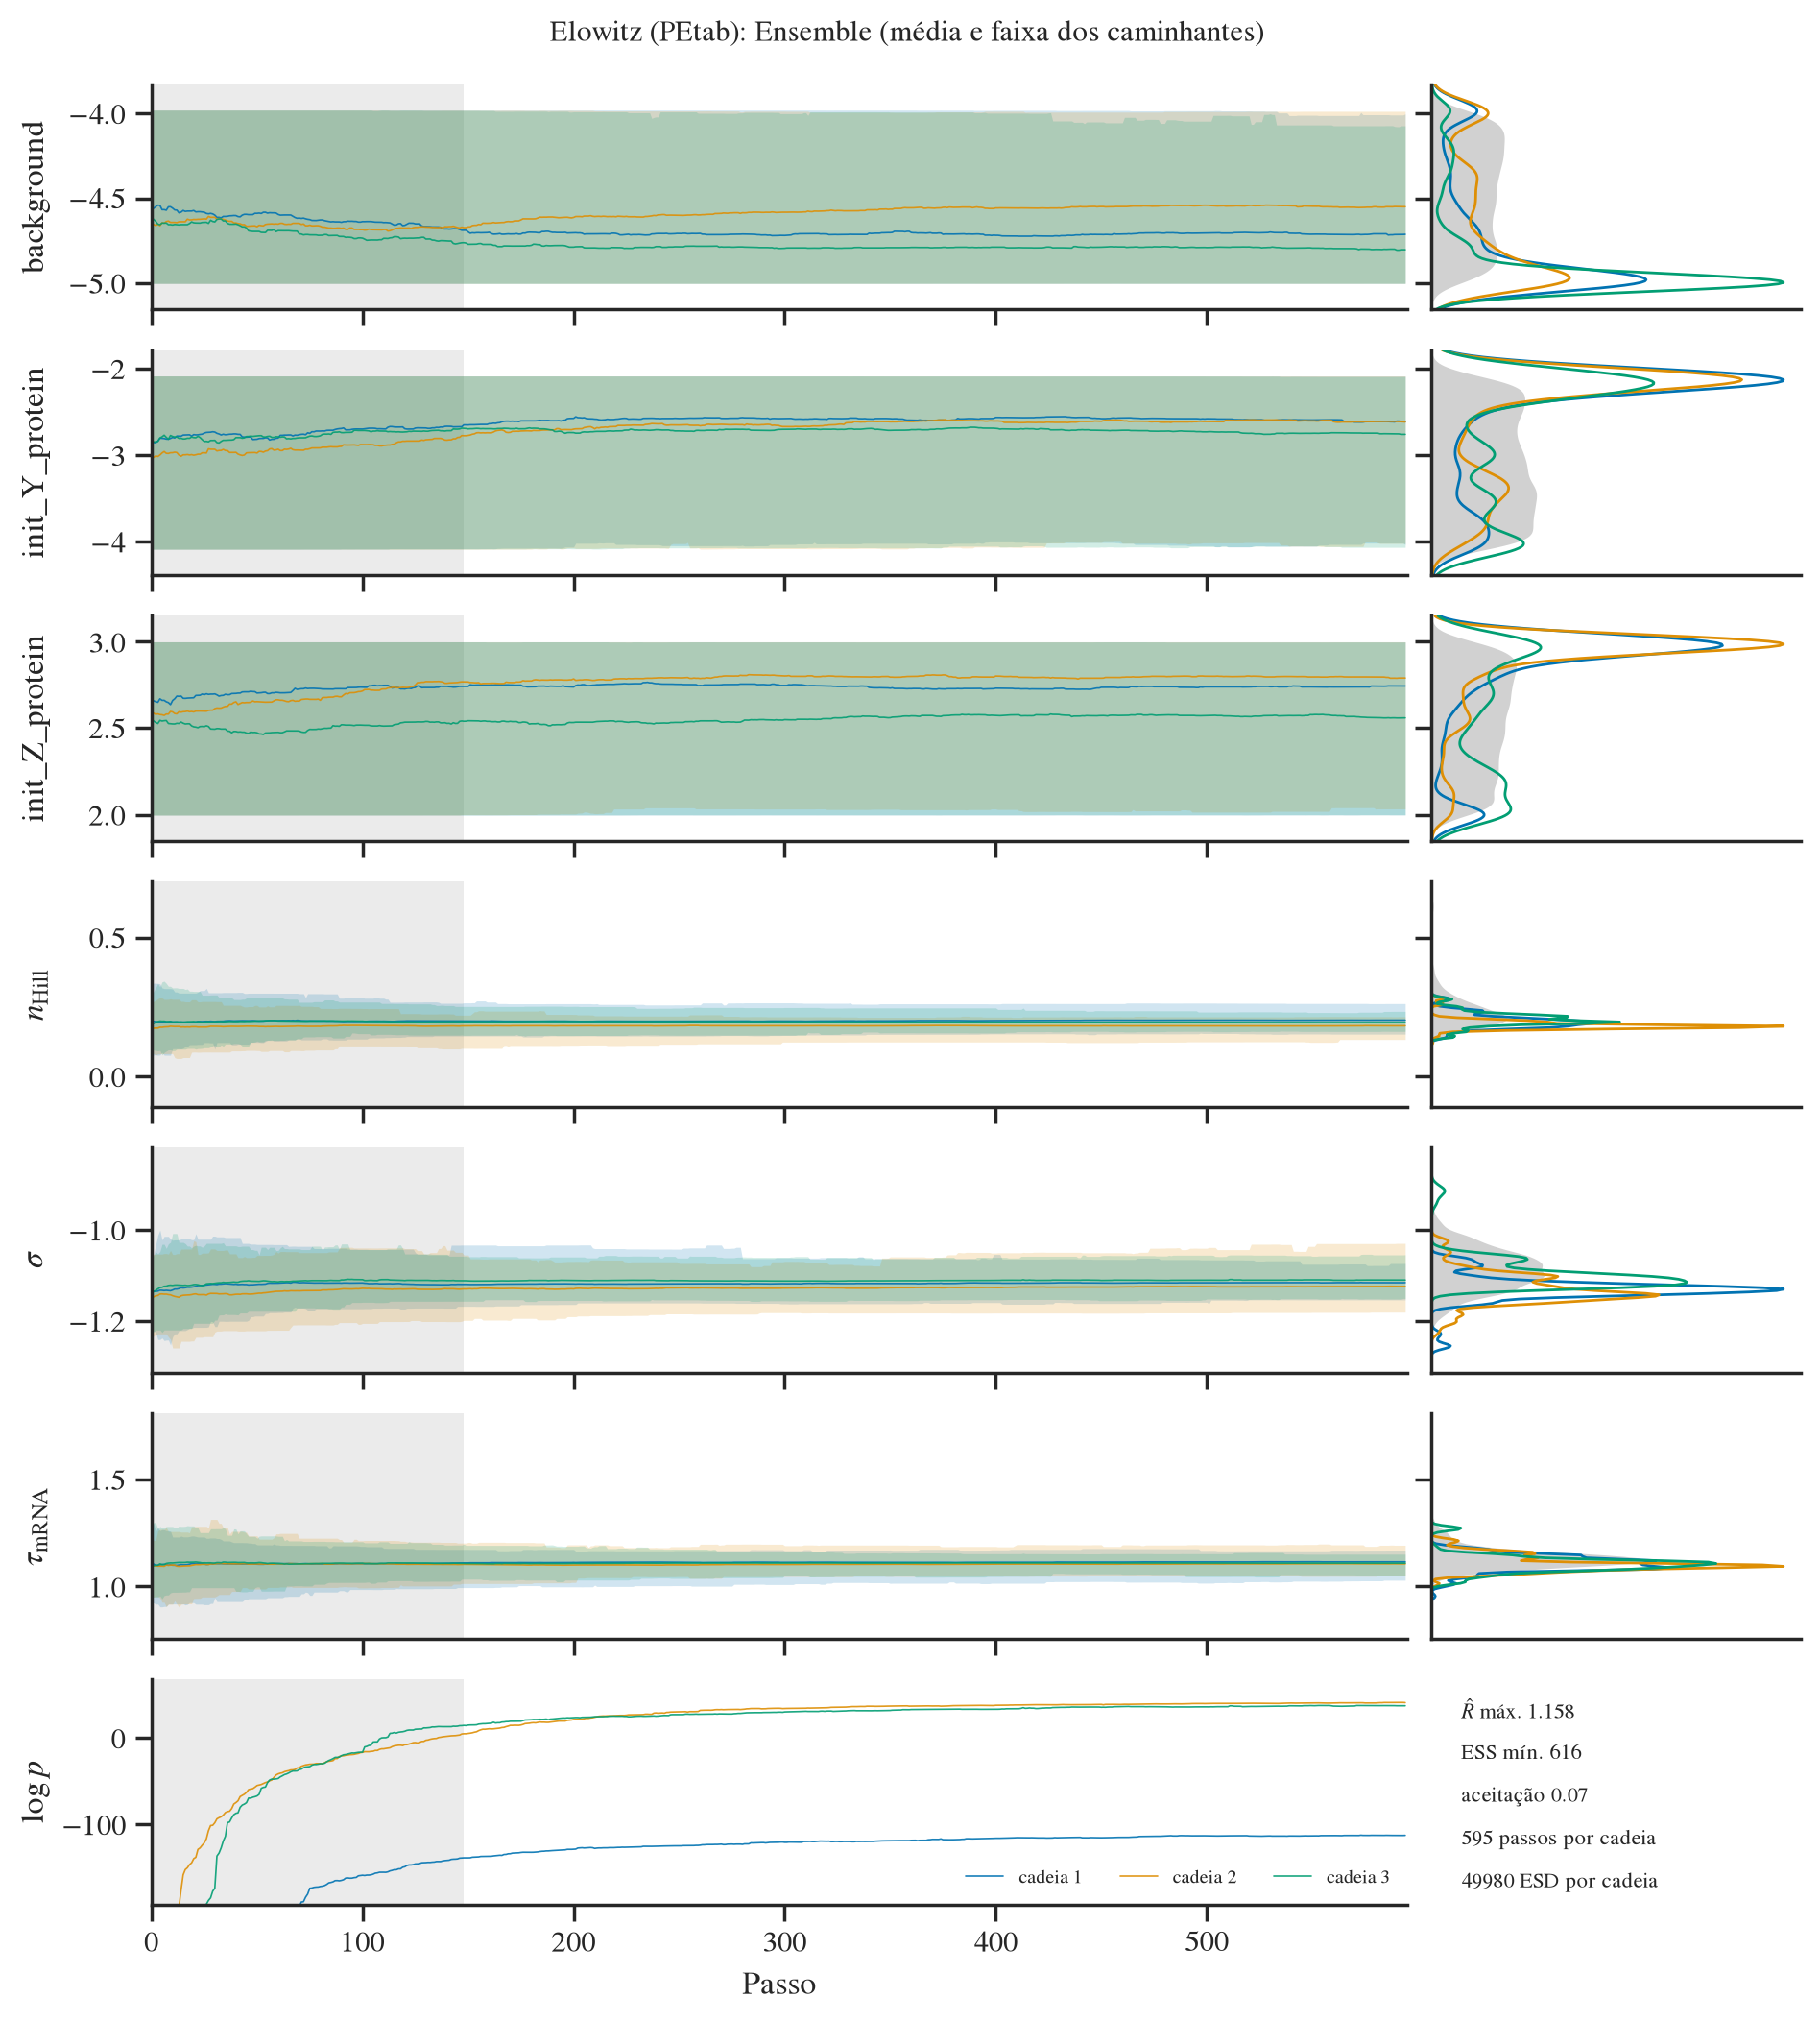 Elowitz (PEtab): Ensemble (média e faixa dos caminhantes)
background
−4.0
−4.5
−5.0
init_Y_protein
−2
−3
−4
init_Z_protein
3.0
2.5
2.0
nHill
0.5
0.0
σ
−1.0
−1.2
τmRNA
1.5
1.0
log p
0
−100
cadeia 1
cadeia 2
cadeia 3
R̂ máx. 1.158
ESS mín. 616
aceitação 0.07
595 passos por cadeia
49980 ESD por cadeia
0 100 200 300 400 500
Passo